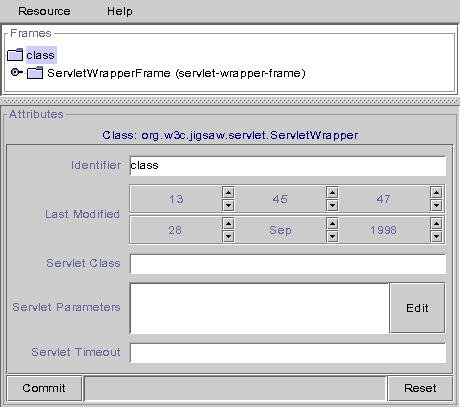 Resource Help
Frames
class
ServletWrapperFrame (servlet-wrapper-frame)
Attributes
Class: org.w3c.jigsaw.servlet.ServletWrapper
Identifier class
Last Modified 13 45 47
28 Sep 1998
Servlet Class
Servlet Parameters Edit
Servlet Timeout
Commit Reset